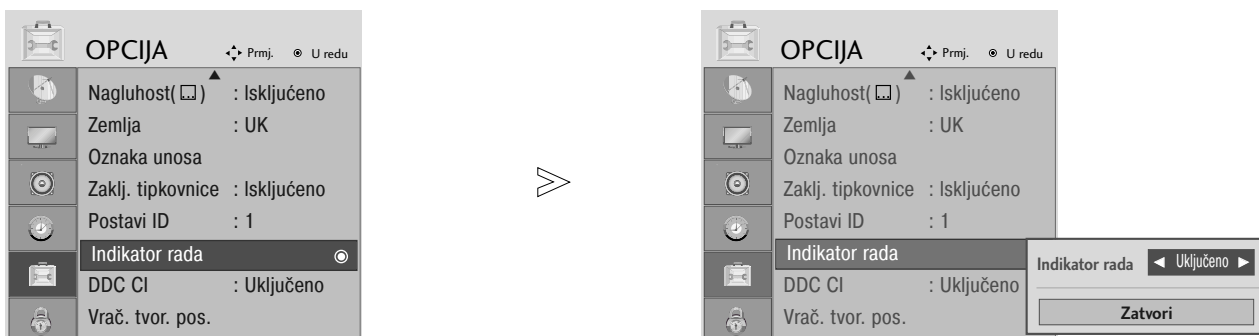 OPCIJA Prmj. U redu
Nagluhost( ) : Isključeno
Zemlja : UK
Oznaka unosa
Zaklj. tipkovnice : Isključeno
Postavi ID : 1
Indikator rada
DDC CI : Uključeno
Vrač. tvor. pos.
OPCIJA Prmj. U redu
Nagluhost( ) : Isključeno
Zemlja : UK
Oznaka unosa
Zaklj. tipkovnice : Isključeno
Postavi ID : 1
Indikator rada
DDC CI : Uključeno
Vrač. tvor. pos.
Indikator rada ◄ Uključeno ►
Zatvori